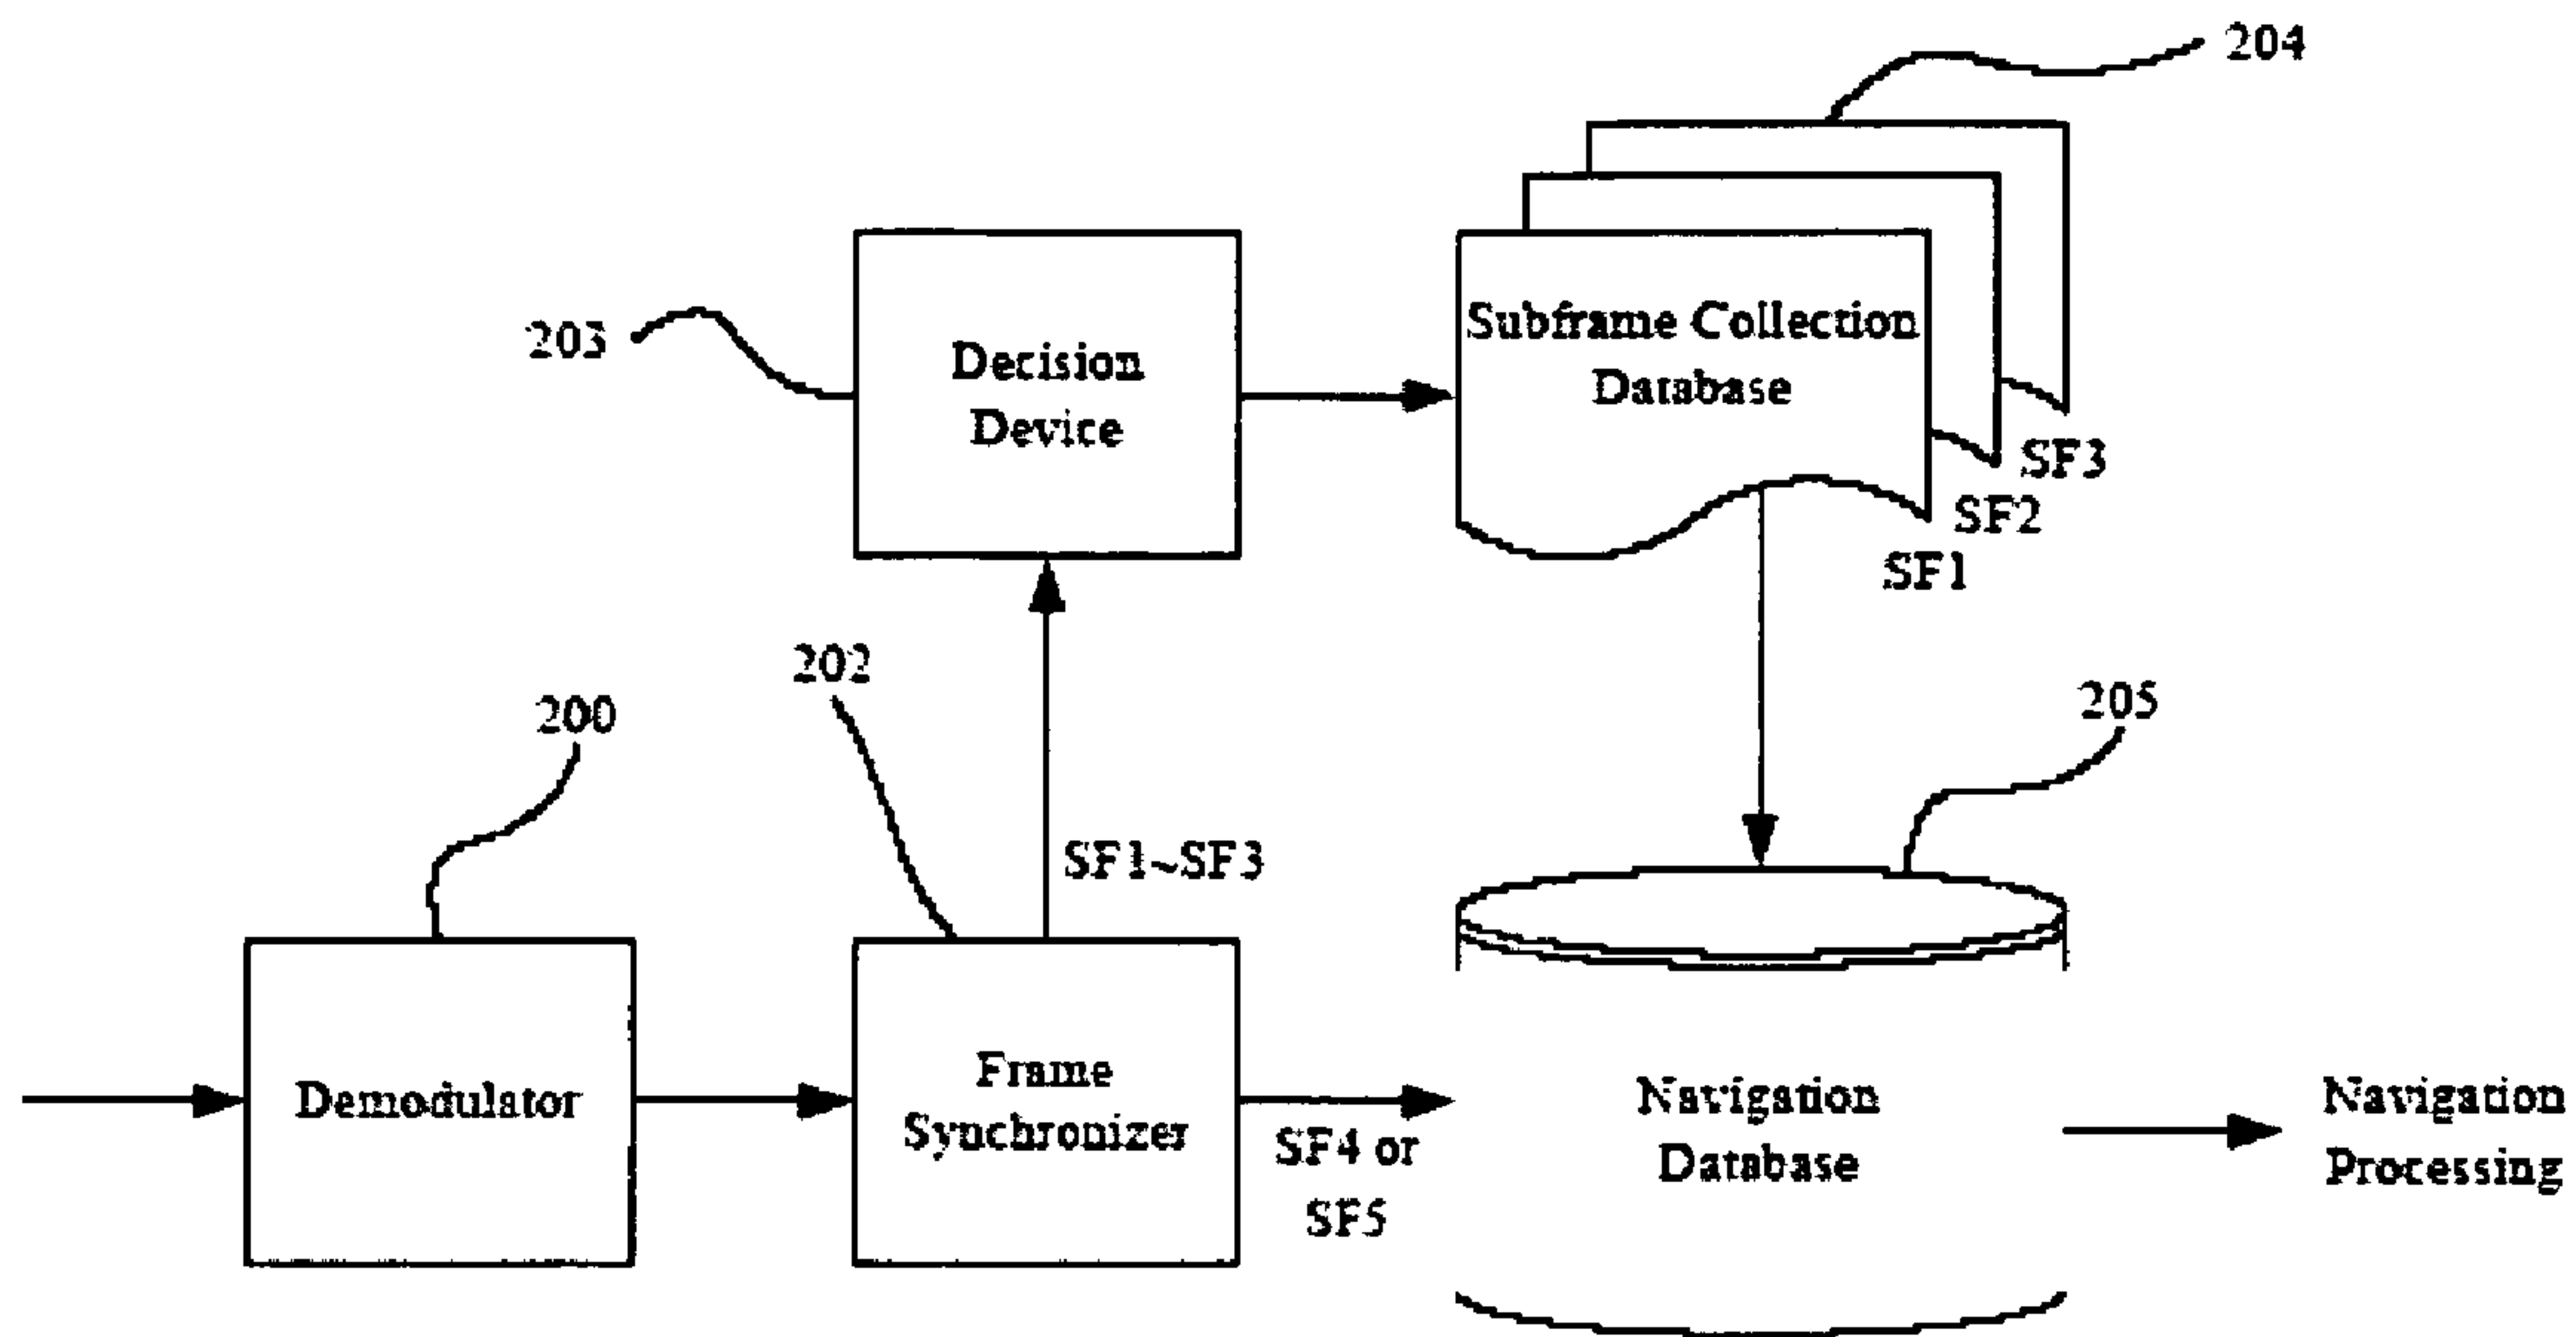 204
203
Decision
Device
Subframe Collection
Database
SF3
SF2
SF1
202
200
205
SF1~SF3
Demodulator
Frame
Synchronizer
SF4 or
SF5
Navigation
Database
Navigation
Processing